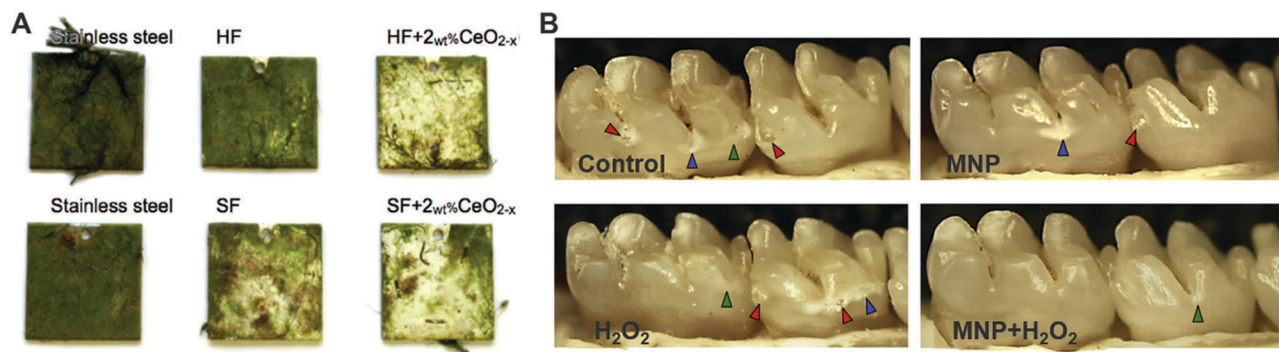 A
Stainless steel
HF
HF+2wt%CeO2-x
Stainless steel
SF
SF+2wt%CeO2-x
B
Control
MNP
H2O2
MNP+H2O2